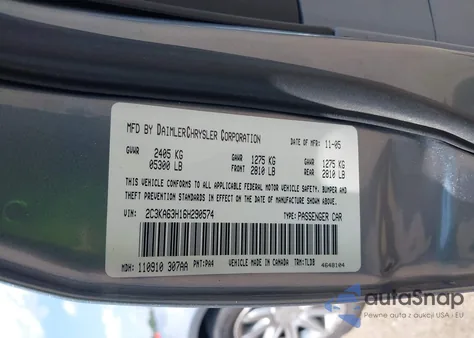 MFD BY DAIMLERCHRYSLER CORPORATION DATE OF MFR: 11-05
GVWR 2405 KG GAWR 1275 KG GAWR 1275 KG
05300 LB FRONT 2810 LB REAR 2810 LB
THIS VEHICLE CONFORMS TO ALL APPLICABLE FEDERAL MOTOR VEHICLE SAFETY, BUMPER AND
THEFT PREVENTION STANDARDS IN EFFECT ON THE DATE OF MANUFACTURE SHOWN ABOVE.
VIN: 2C3KA63H16H290574 TYPE: PASSENGER CAR
MDH: 110910 307AA PNT: PA4 VEHICLE MADE IN CANADA TRM: TLDB 4648104
autoSnap
Pewne auta z aukcji USA i EU